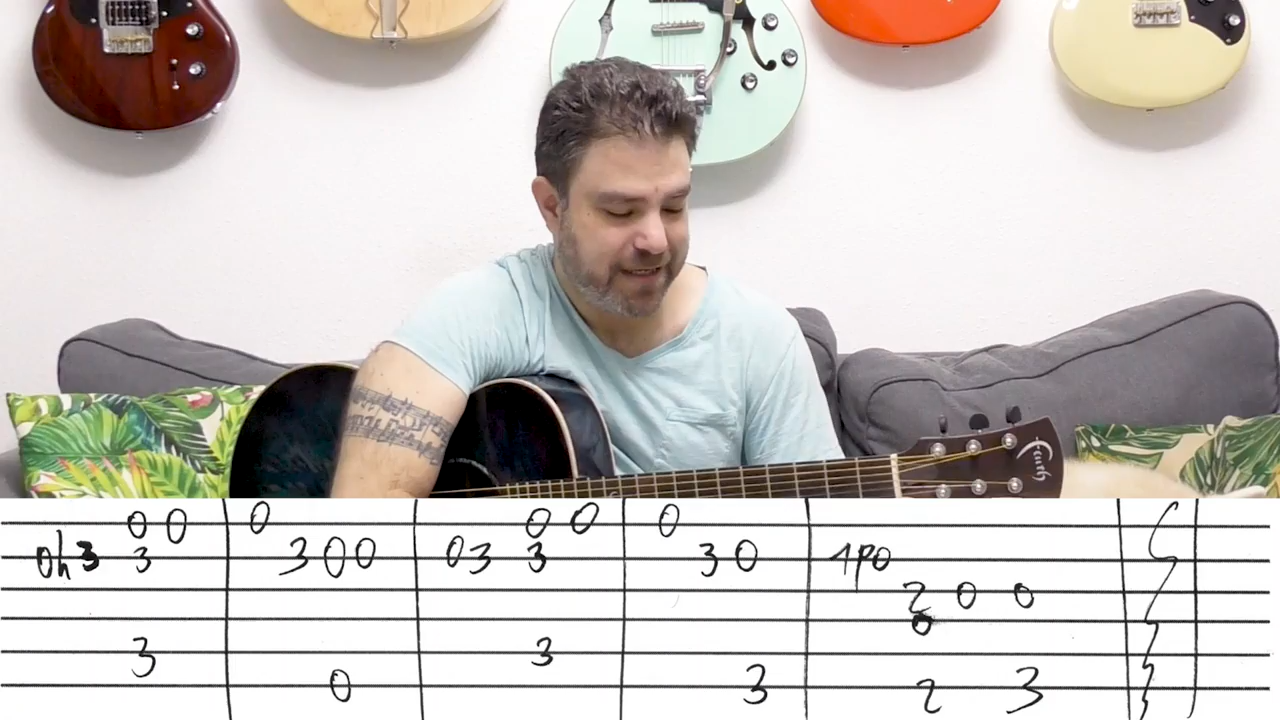 Furch
0 0 0 0 0 0
0h3 3 3 0 0 0 3 3 3 0 1p0
2 0 0
0
3 3
0 3 2 3